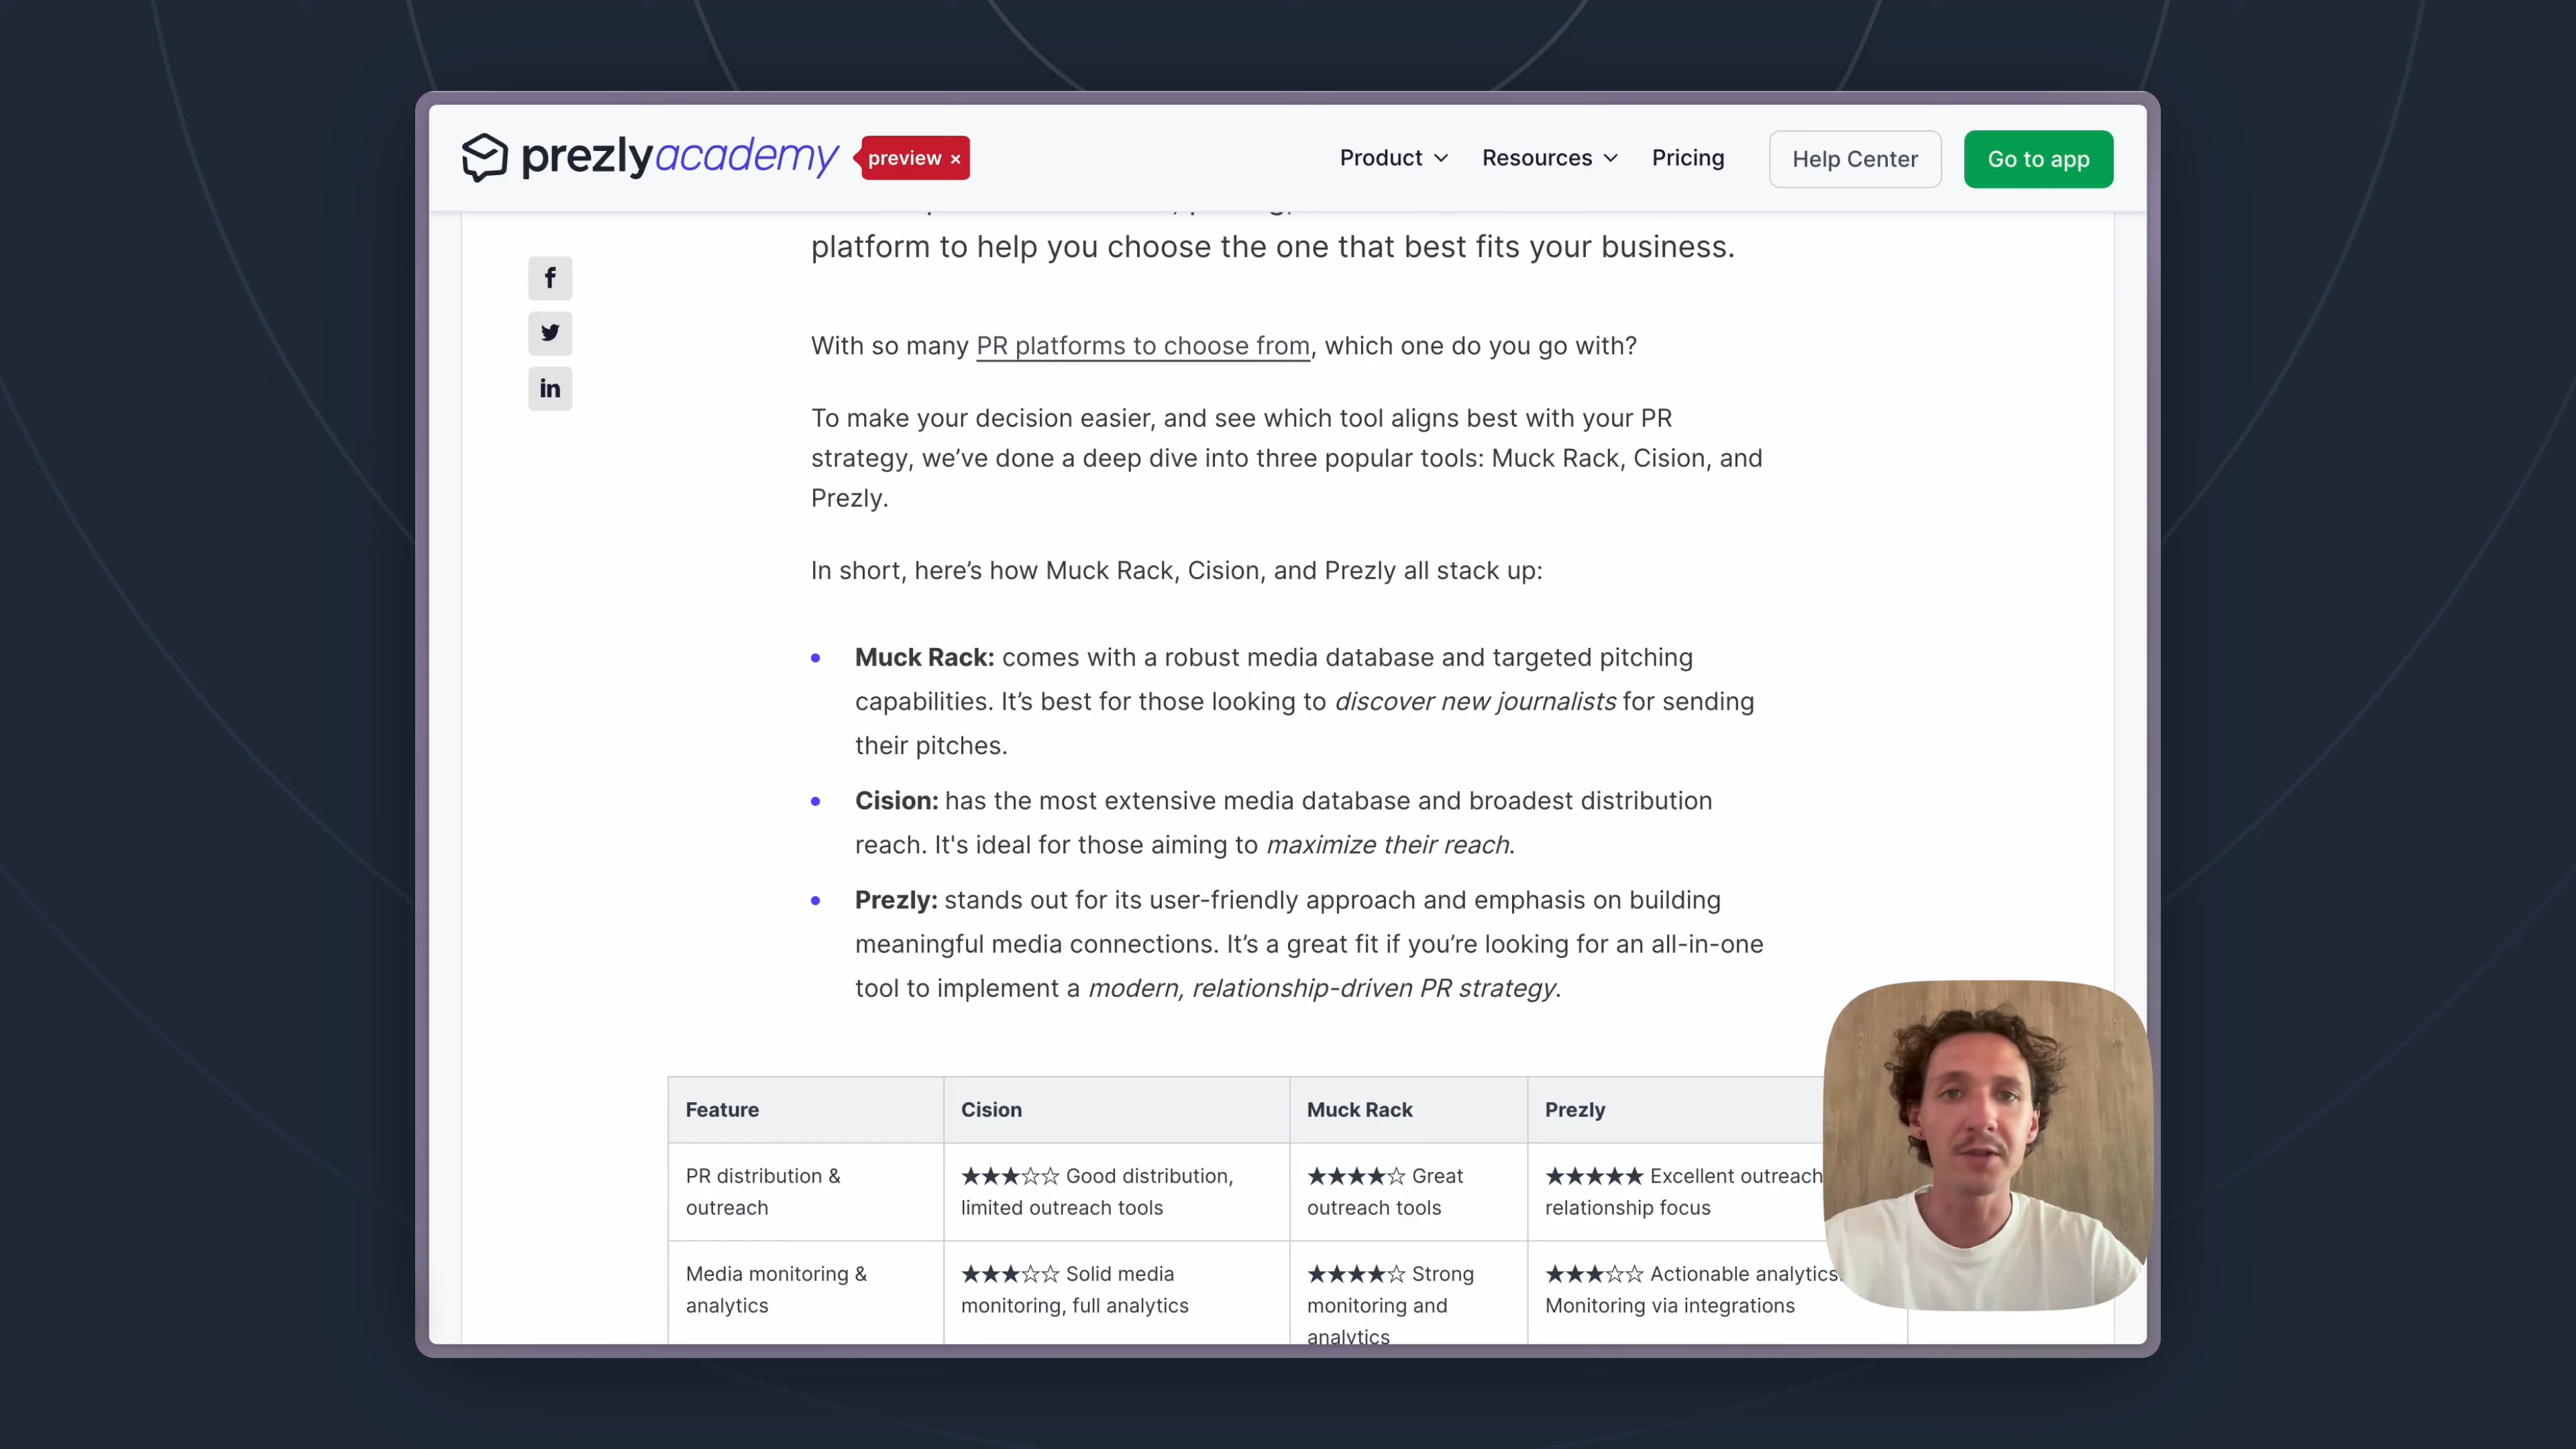 prezlyacademy
preview ×
Product
Resources
Pricing
Help Center
Go to app
platform to help you choose the one that best fits your business.
f
in
With so many PR platforms to choose from, which one do you go with?
To make your decision easier, and see which tool aligns best with your PR
strategy, we’ve done a deep dive into three popular tools: Muck Rack, Cision, and
Prezly.
In short, here’s how Muck Rack, Cision, and Prezly all stack up:
• Muck Rack: comes with a robust media database and targeted pitching
capabilities. It’s best for those looking to discover new journalists for sending
their pitches.
• Cision: has the most extensive media database and broadest distribution
reach. It's ideal for those aiming to maximize their reach.
• Prezly: stands out for its user-friendly approach and emphasis on building
meaningful media connections. It’s a great fit if you’re looking for an all-in-one
tool to implement a modern, relationship-driven PR strategy.
Feature
Cision
Muck Rack
Prezly
PR distribution &
outreach
★★★☆☆ Good distribution,
limited outreach tools
★★★★☆ Great
outreach tools
★★★★★ Excellent outreach
relationship focus
Media monitoring &
analytics
★★★☆☆ Solid media
monitoring, full analytics
★★★★☆ Strong
monitoring and
analytics
★★★☆☆ Actionable analytics.
Monitoring via integrations